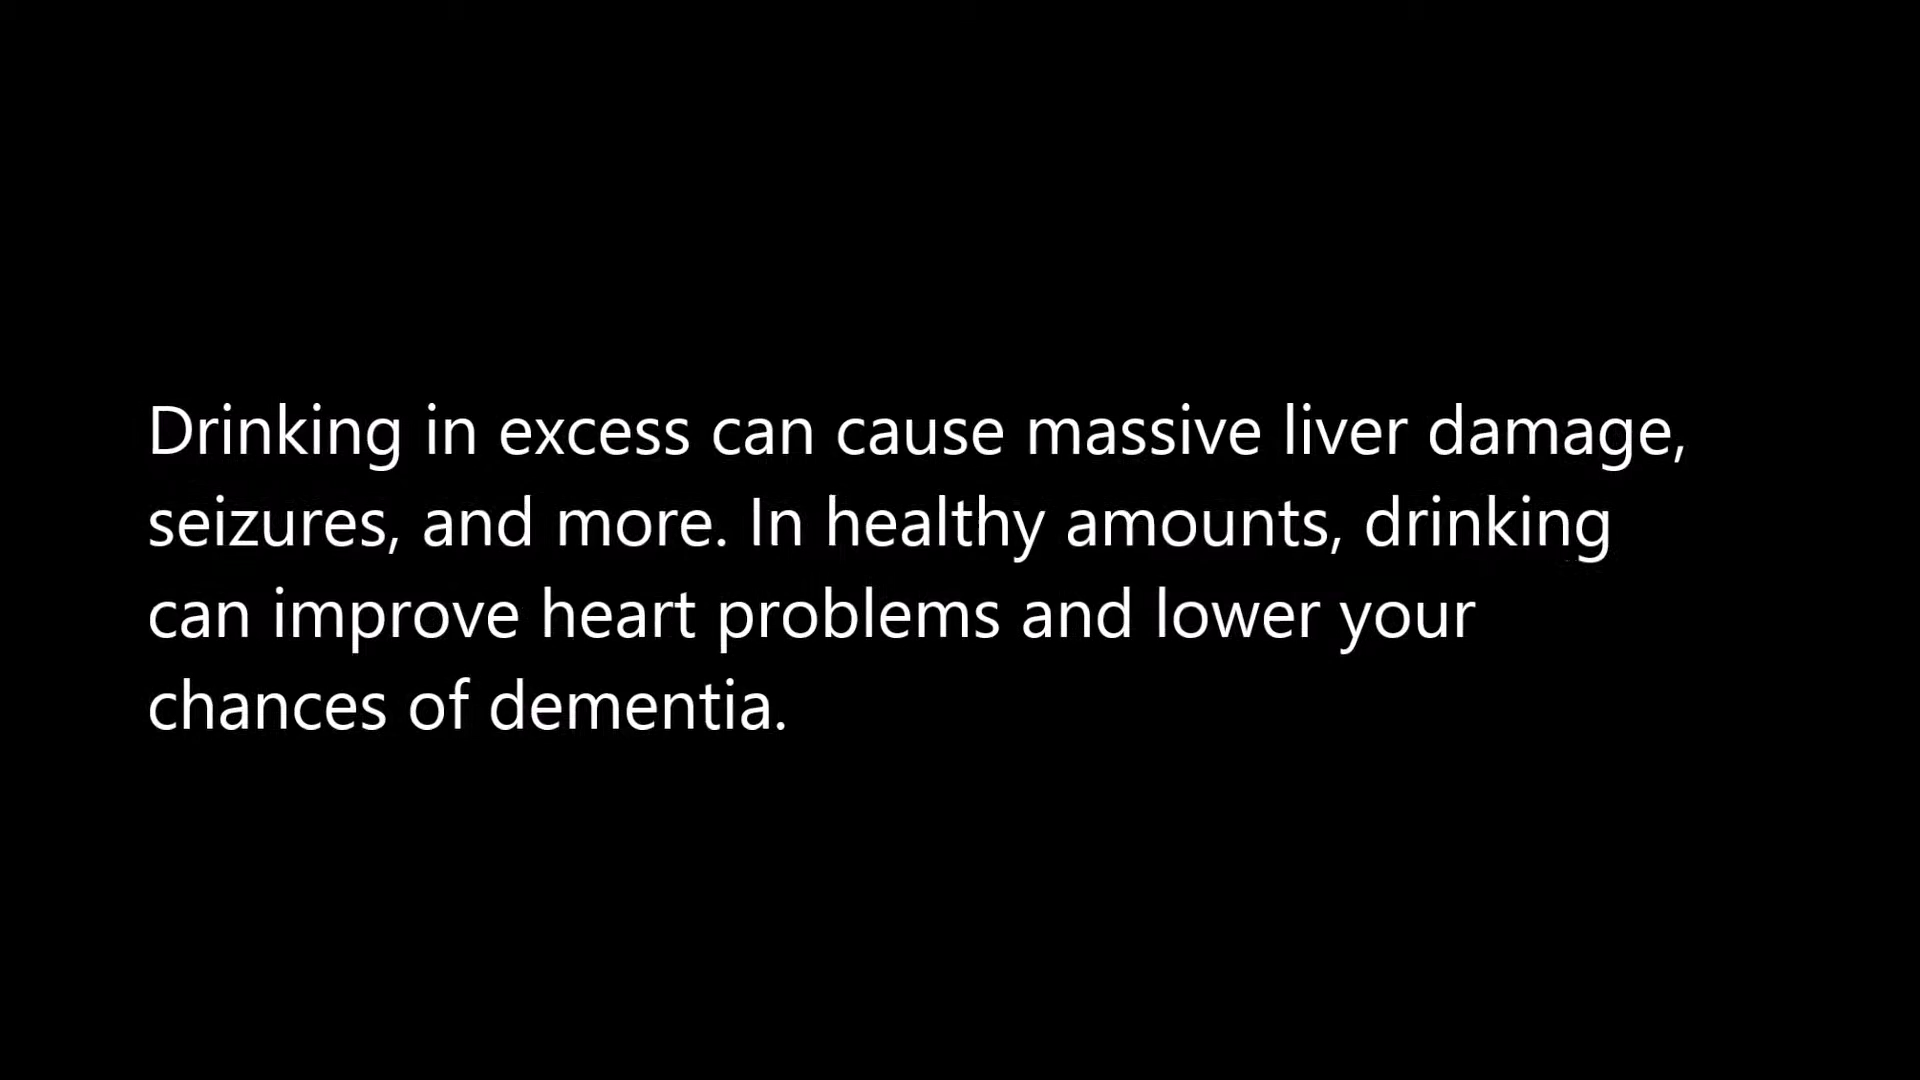 Drinking in excess can cause massive liver damage,
seizures, and more. In healthy amounts, drinking
can improve heart problems and lower your
chances of dementia.